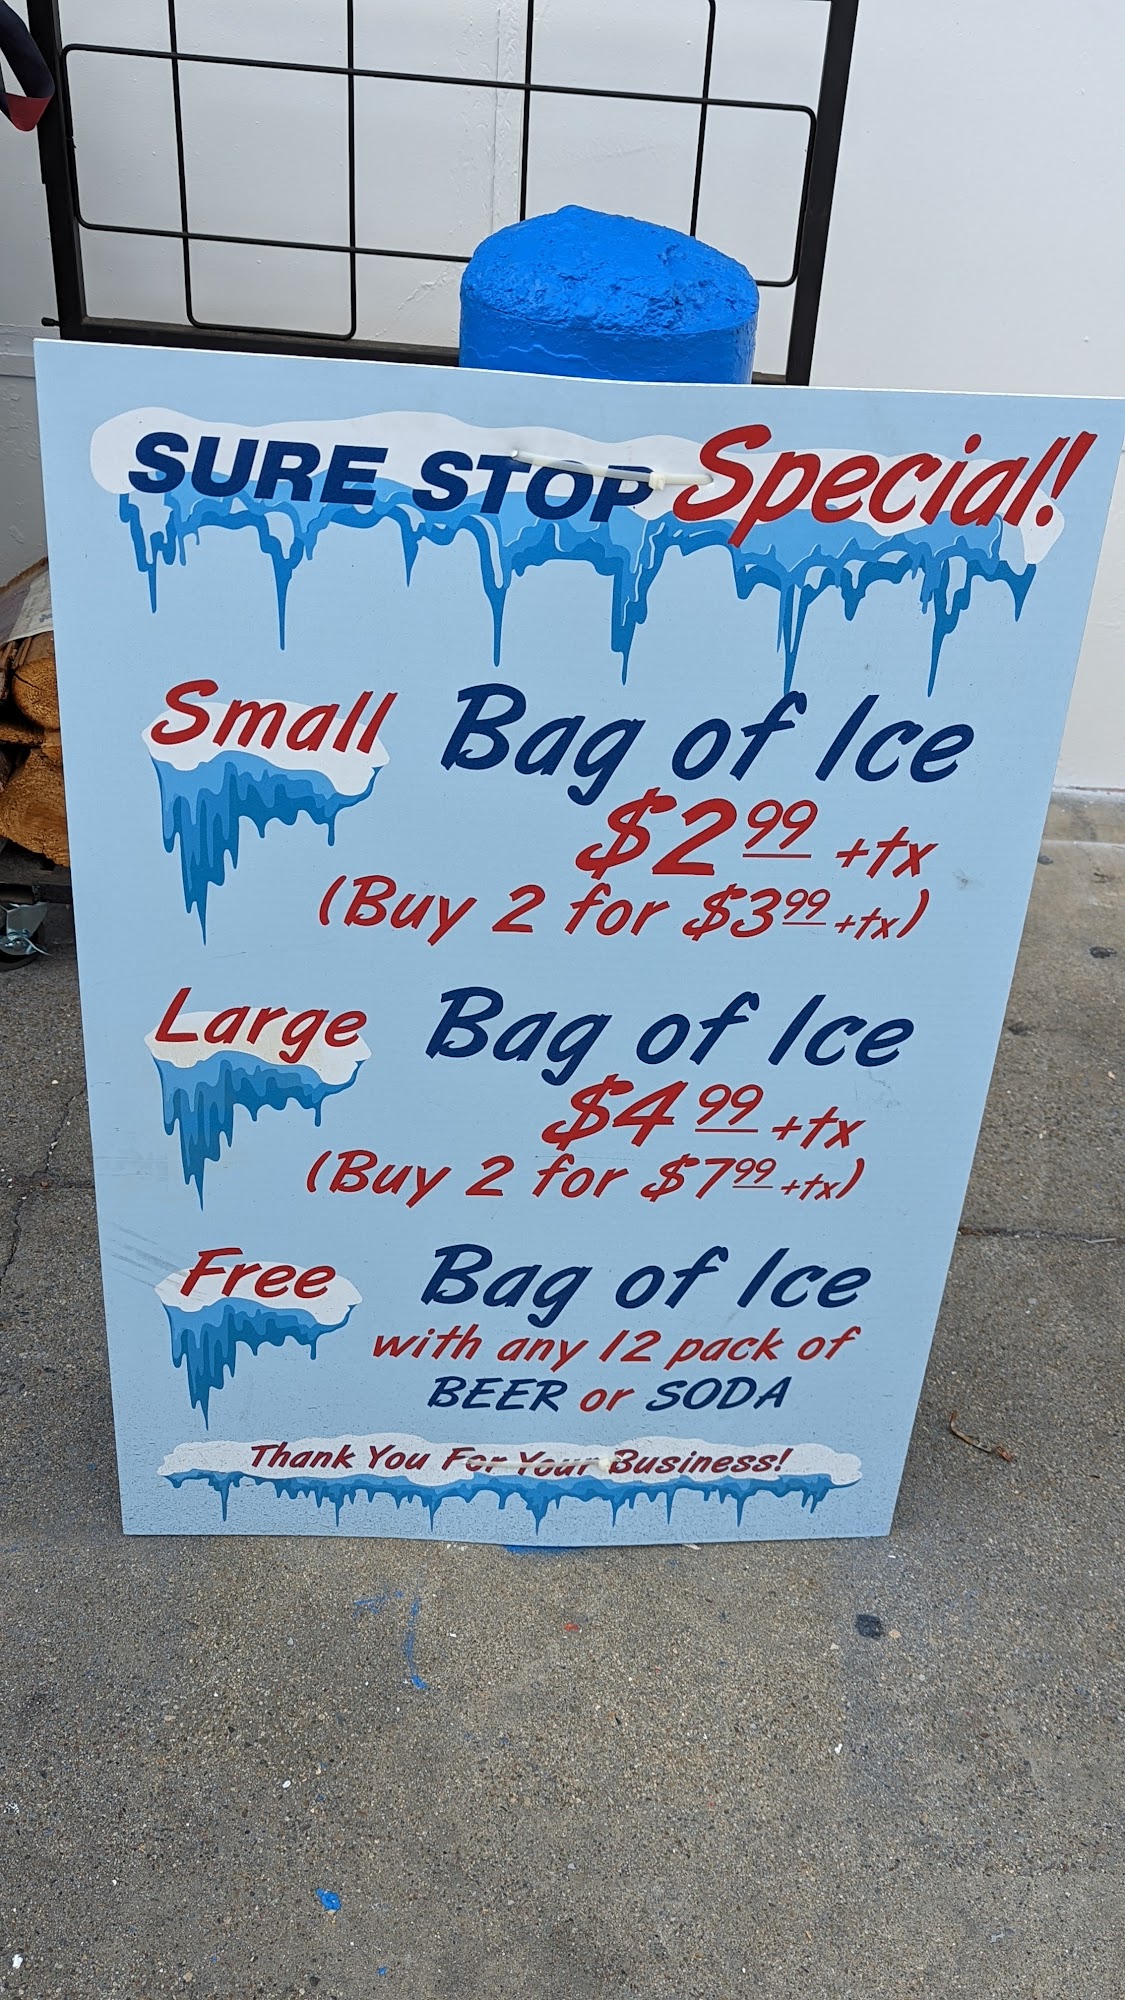 SURE STOP Special!
Small Bag of Ice
$2.99 +tx
(Buy 2 for $3.99 +tx)
Large Bag of Ice
$4.99 +tx
(Buy 2 for $7.99 +tx)
Free Bag of Ice
with any 12 pack of
BEER or SODA
Thank You For Your Business!